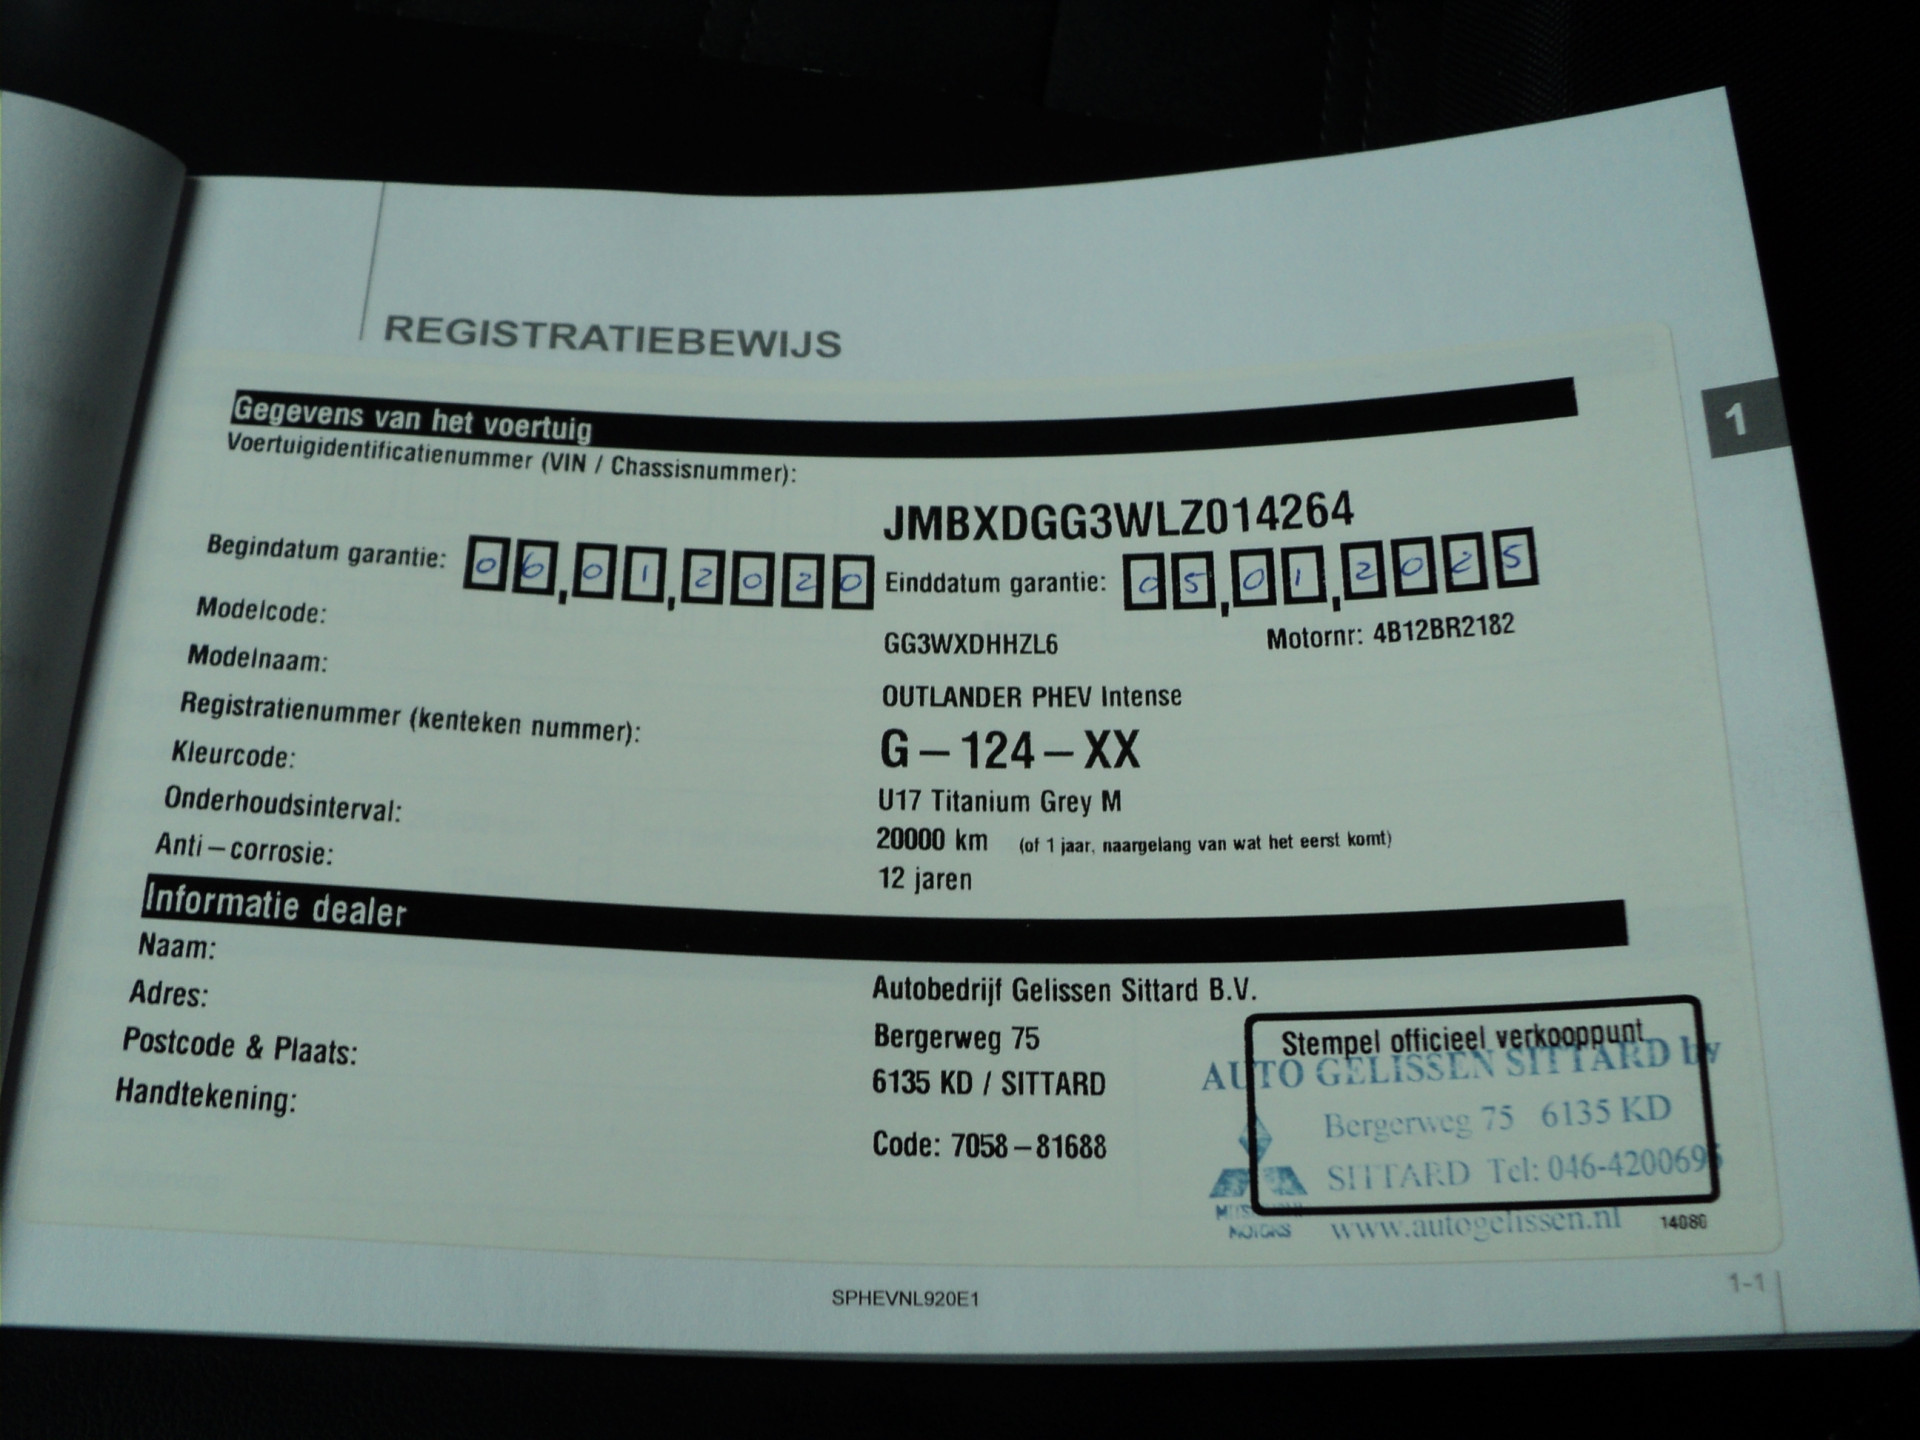 REGISTRATIEBEWIJS
1
Gegevens van het voertuig
Voertuigidentificatienummer (VIN / Chassisnummer):
JMBXDGG3WLZ014264
Begindatum garantie: 06,01,2020 Einddatum garantie: 05,01,2025
Modelcode: GG3WXDHHZL6 Motornr: 4B12BR2182
Modelnaam: OUTLANDER PHEV Intense
Registratienummer (kenteken nummer): G-124-XX
Kleurcode: U17 Titanium Grey M
Onderhoudsinterval: 20000 km (of 1 jaar, naargelang van wat het eerst komt)
Anti-corrosie: 12 jaren
Informatie dealer
Naam: Autobedrijf Gelissen Sittard B.V.
Adres: Bergerweg 75
Postcode & Plaats: 6135 KD / SITTARD
Handtekening:
Code: 7058-81688
Stempel officieel verkooppunt
AUTO GELISSEN SITTARD bv
Bergerweg 75 6135 KD
SITTARD Tel: 046-4200695
MOTORS www.autogelissen.nl
14080
SPHEVNL920E1
1-1